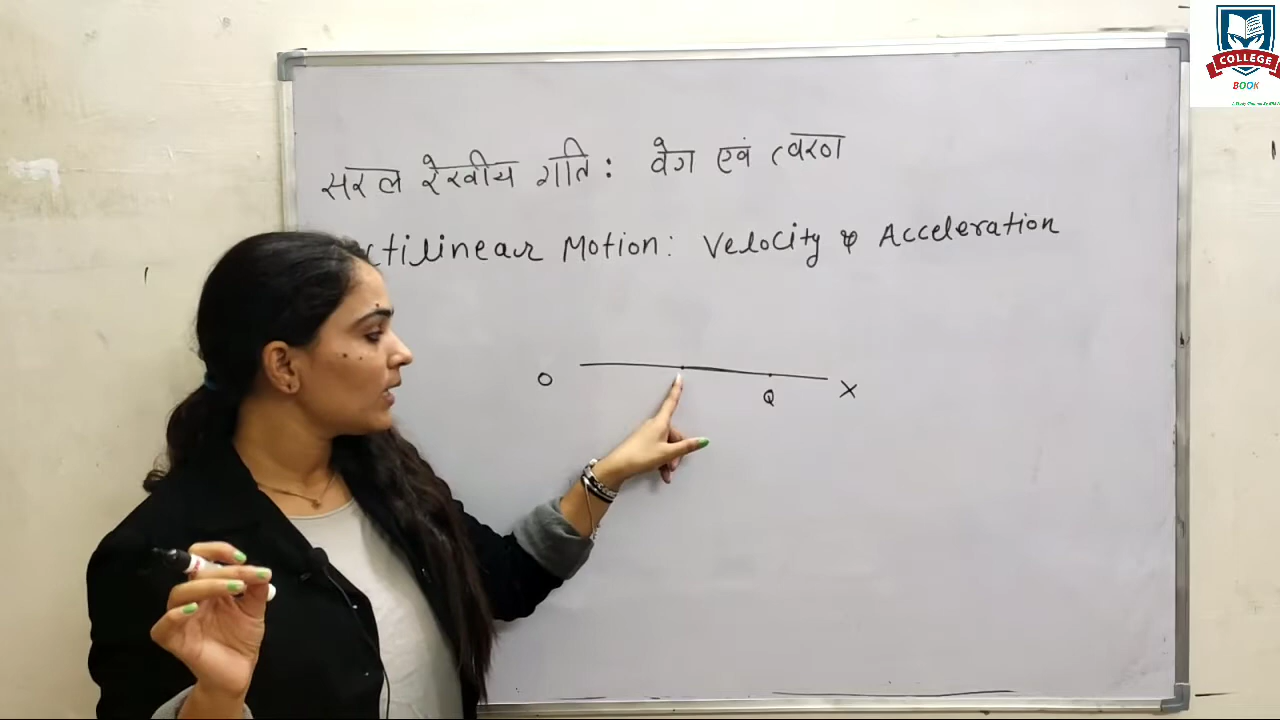 सरल रेखीय गति : वेग एवं त्वरण
ctilinear Motion: Velocity & Acceleration
O Q X
COLLEGE
BOOK